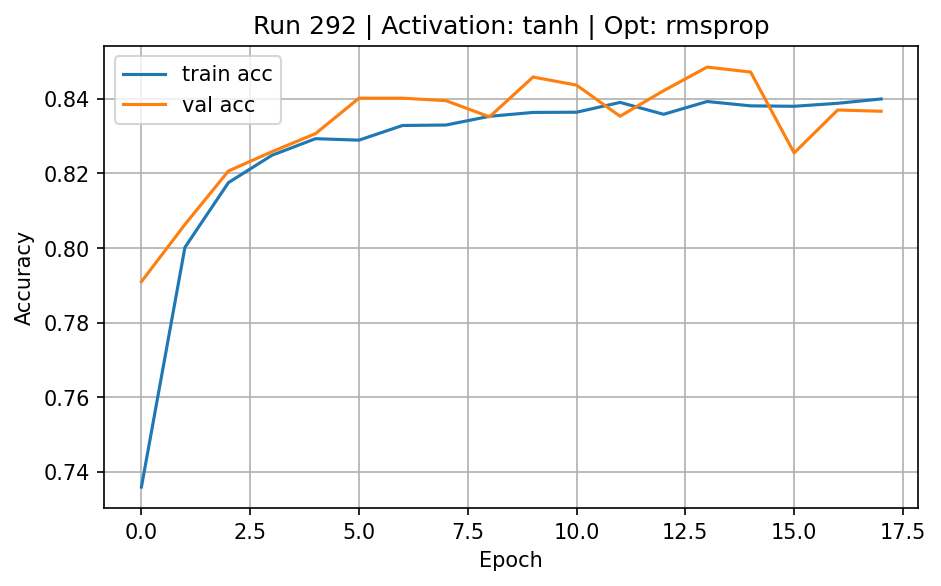 Run 292 | Activation: tanh | Opt: rmsprop
train acc
val acc
Accuracy
0.84
0.82
0.80
0.78
0.76
0.74
0.0 2.5 5.0 7.5 10.0 12.5 15.0 17.5
Epoch